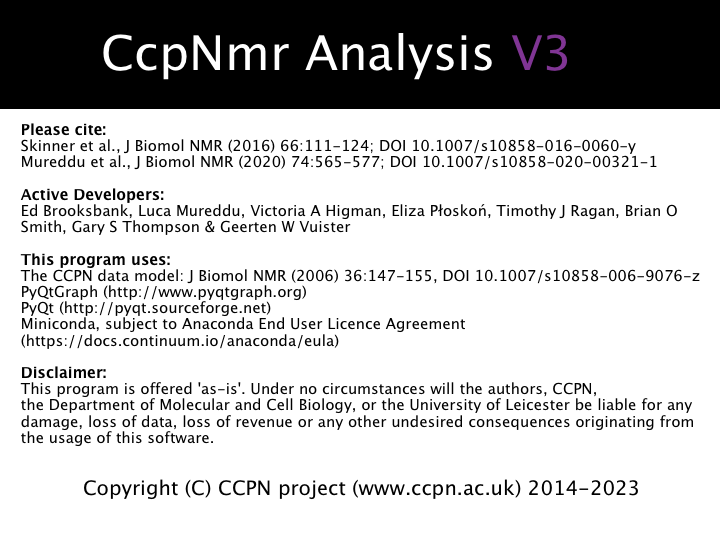 CcpNmr Analysis V3
Please cite:
Skinner et al., J Biomol NMR (2016) 66:111-124; DOI 10.1007/s10858-016-0060-y
Mureddu et al., J Biomol NMR (2020) 74:565-577; DOI 10.1007/s10858-020-00321-1
Active Developers:
Ed Brooksbank, Luca Mureddu, Victoria A Higman, Eliza Płoskoń, Timothy J Ragan, Brian O
Smith, Gary S Thompson & Geerten W Vuister
This program uses:
The CCPN data model: J Biomol NMR (2006) 36:147-155, DOI 10.1007/s10858-006-9076-z
PyQtGraph (http://www.pyqtgraph.org)
PyQt (http://pyqt.sourceforge.net)
Miniconda, subject to Anaconda End User Licence Agreement
(https://docs.continuum.io/anaconda/eula)
Disclaimer:
This program is offered 'as-is'. Under no circumstances will the authors, CCPN,
the Department of Molecular and Cell Biology, or the University of Leicester be liable for any
damage, loss of data, loss of revenue or any other undesired consequences originating from
the usage of this software.
Copyright (C) CCPN project (www.ccpn.ac.uk) 2014-2023